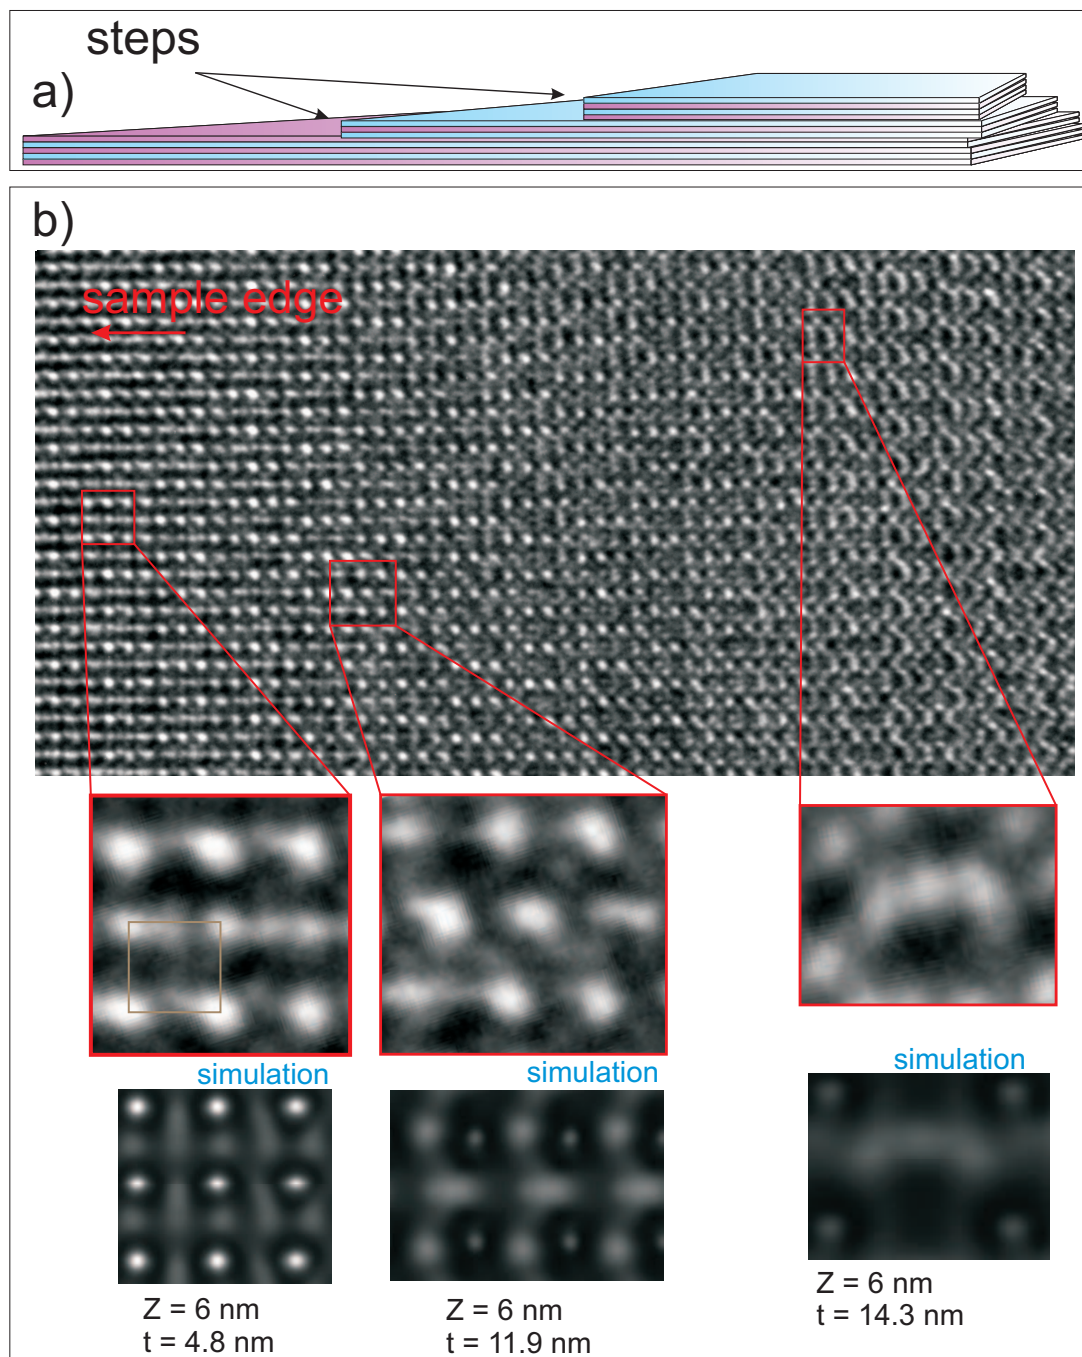 steps
a)
b)
sample edge
simulation
simulation
simulation
Z = 6 nm
t = 4.8 nm
Z = 6 nm
t = 11.9 nm
Z = 6 nm
t = 14.3 nm